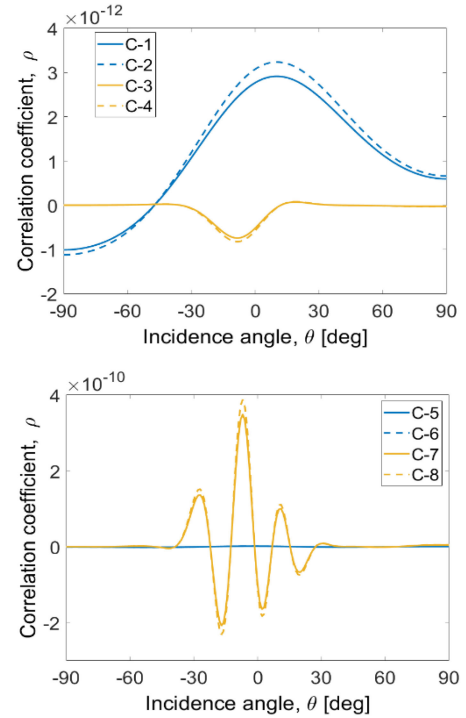 ×10-12
4
3
2
1
0
-1
-2
Correlation coefficient, ρ
C-1
C-2
C-3
C-4
-90 -60 -30 0 30 60 90
Incidence angle, θ [deg]
×10-10
4
2
0
-2
Correlation coefficient, ρ
C-5
C-6
C-7
C-8
-90 -60 -30 0 30 60 90
Incidence angle, θ [deg]